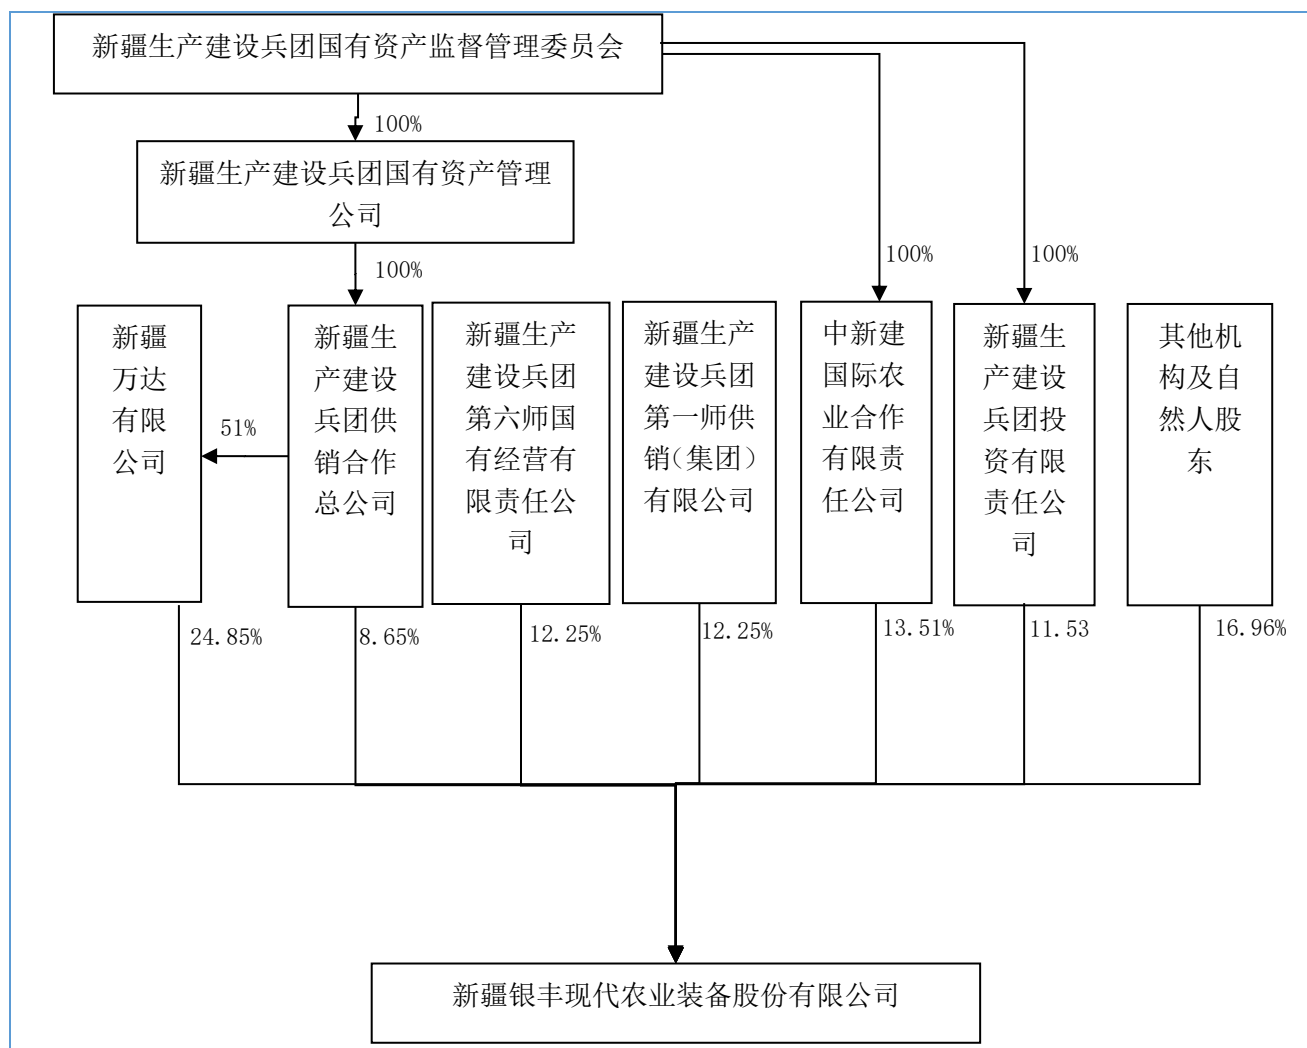 新疆生产建设兵团国有资产监督管理委员会
100%
新疆生产建设兵团国有资产管理
公司
100%
100%
100%
新疆
万达
有限
公司
51%
新疆生
产建设
兵团供
销合作
总公司
新疆生产
建设兵团
第六师国
有经营有
限责任公
司
新疆生产
建设兵团
第一师供
销(集团)
有限公司
中新建
国际农
业合作
有限责
任公司
新疆生
产建设
兵团投
资有限
责任公
司
其他机
构及自
然人股
东
24.85%
8.65%
12.25%
12.25%
13.51%
11.53
16.96%
新疆银丰现代农业装备股份有限公司